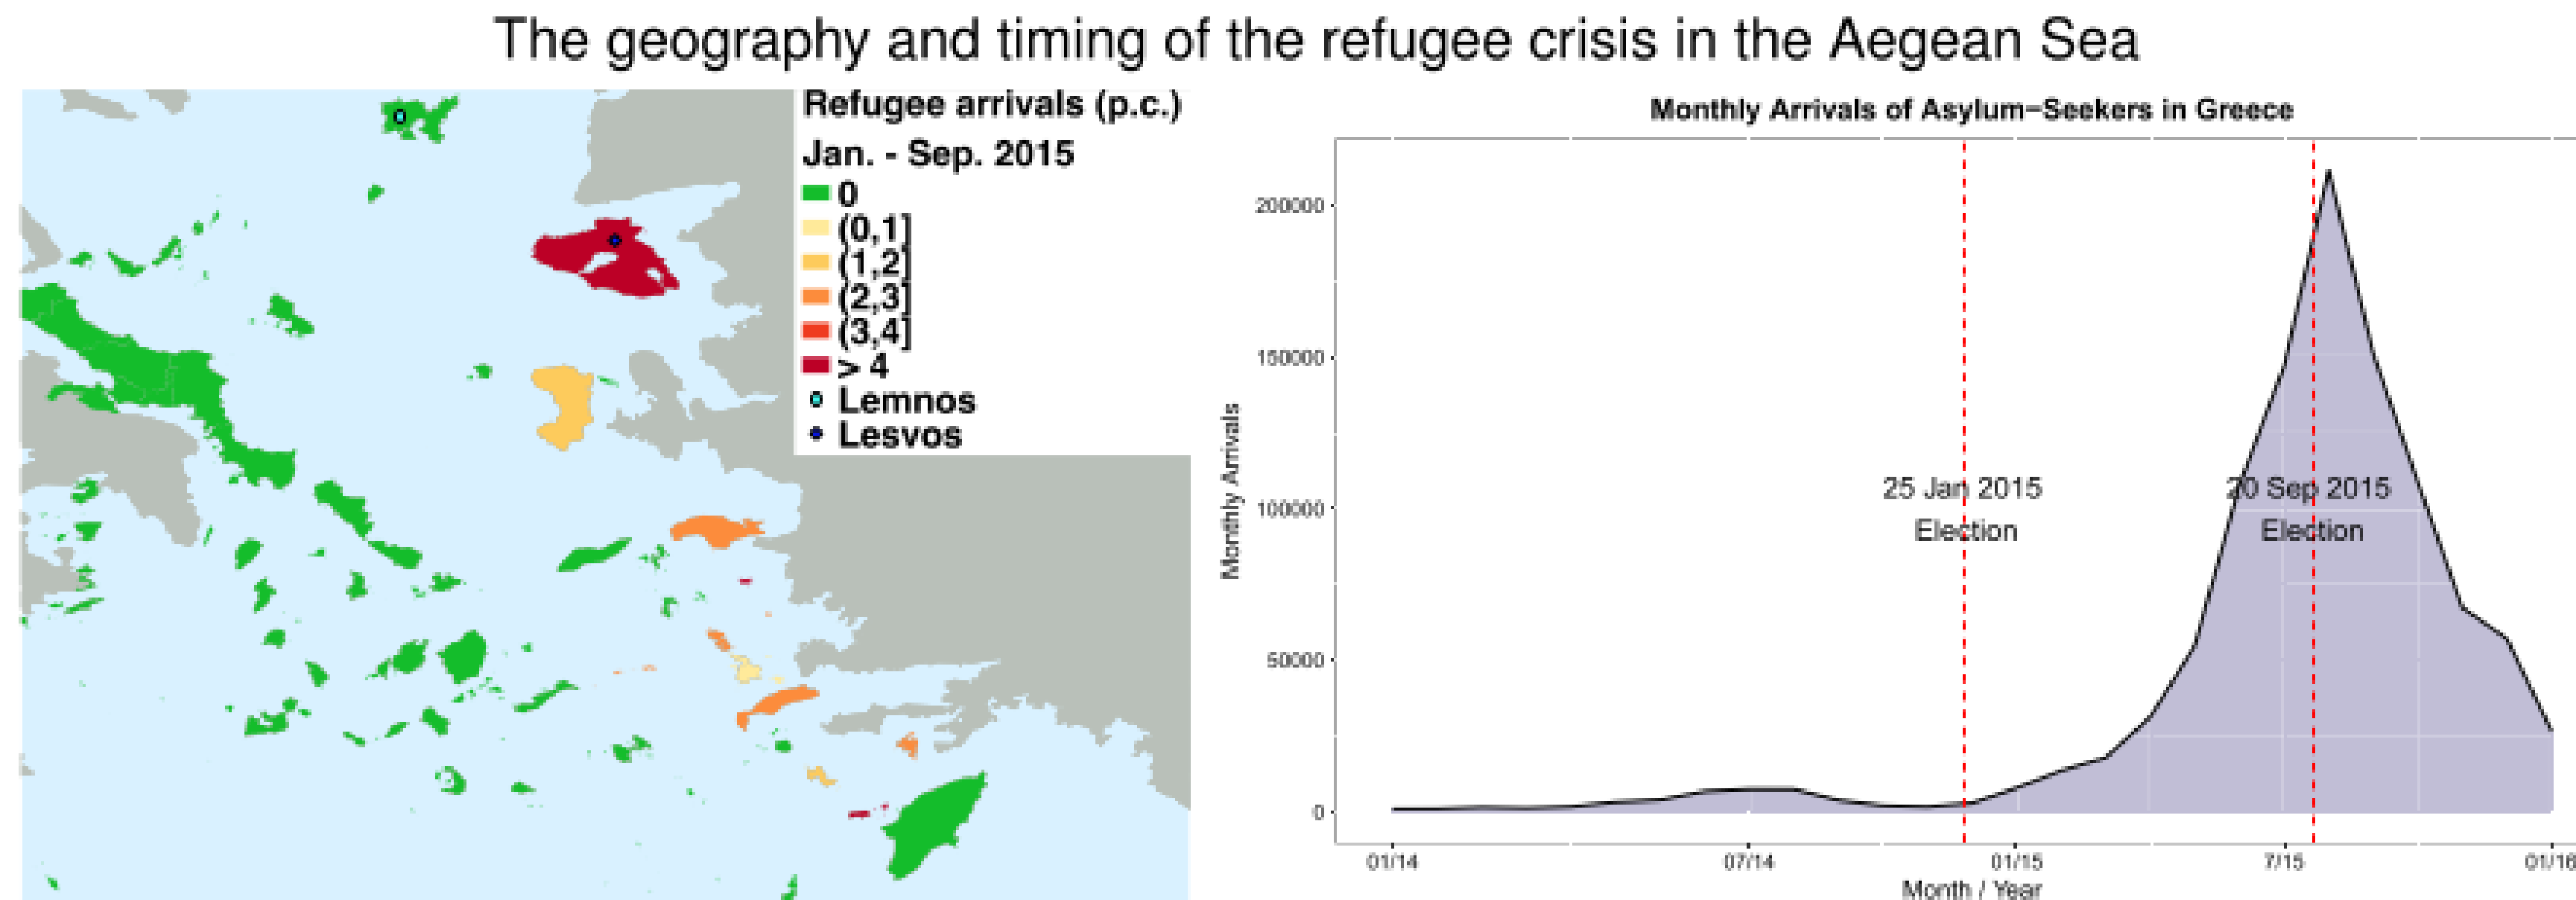 The geography and timing of the refugee crisis in the Aegean Sea
Refugee arrivals (p.c.)
Jan. - Sep. 2015
0
(0,1]
(1,2]
(2,3]
(3,4]
> 4
Lemnos
Lesvos
Monthly Arrivals of Asylum−Seekers in Greece
Monthly Arrivals
200000
150000
100000
50000
0
25 Jan 2015
Election
20 Sep 2015
Election
01/14
07/14
01/15
7/15
01/16
Month / Year